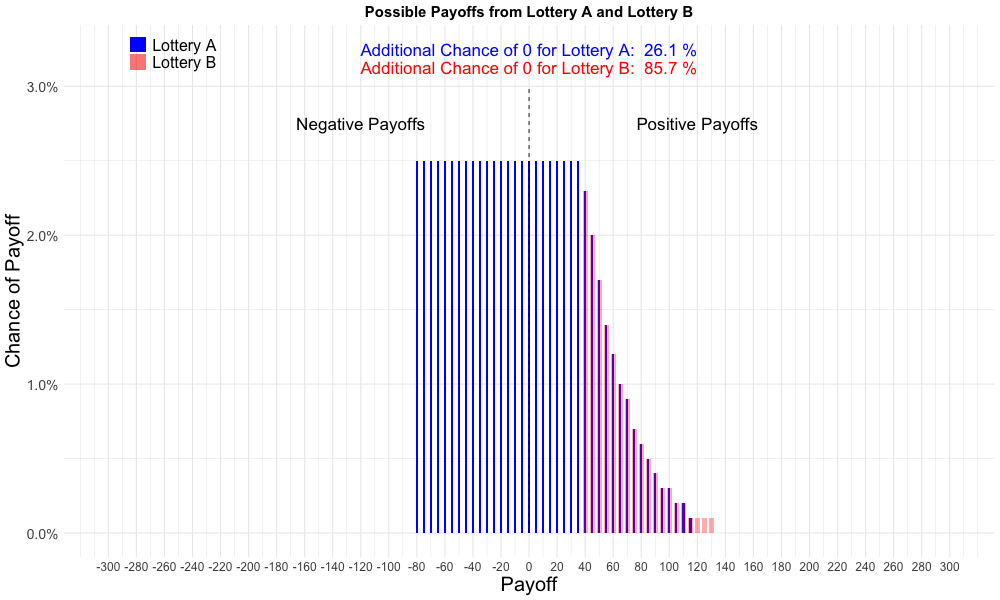 Possible Payoffs from Lottery A and Lottery B
Lottery A
Lottery B
Additional Chance of 0 for Lottery A: 26.1 %
Additional Chance of 0 for Lottery B: 85.7 %
Negative Payoffs
Positive Payoffs
Chance of Payoff
3.0%
2.0%
1.0%
0.0%
-300 -280 -260 -240 -220 -200 -180 -160 -140 -120 -100 -80 -60 -40 -20 0 20 40 60 80 100 120 140 160 180 200 220 240 260 280 300
Payoff